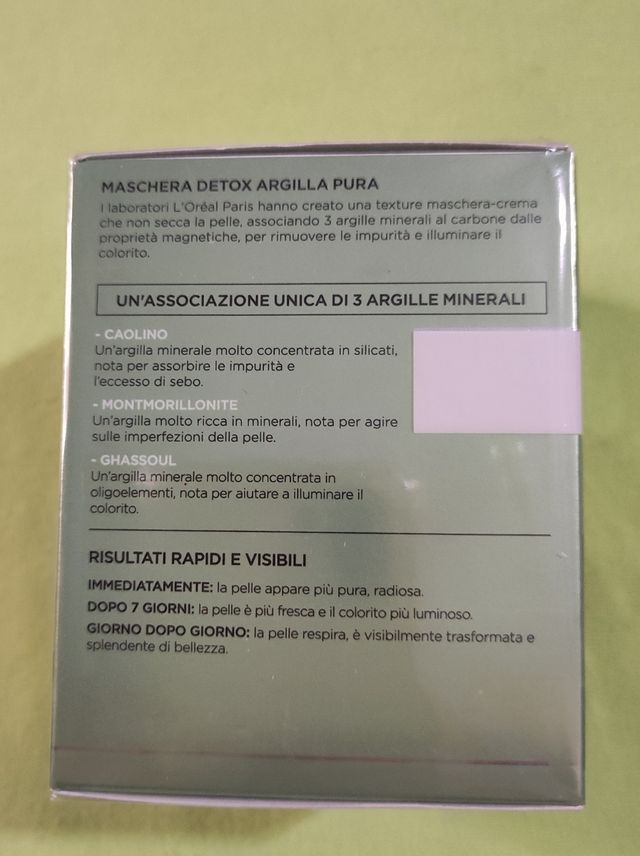 MASCHERA DETOX ARGILLA PURA
I laboratori L'Oréal Paris hanno creato una texture maschera-crema
che non secca la pelle, associando 3 argille minerali al carbone dalle
proprietà magnetiche, per rimuovere le impurità e illuminare il
colorito.
UN'ASSOCIAZIONE UNICA DI 3 ARGILLE MINERALI
- CAOLINO
Un'argilla minerale molto concentrata in silicati,
nota per assorbire le impurità e
l'eccesso di sebo.
- MONTMORILLONITE
Un'argilla molto ricca in minerali, nota per agire
sulle imperfezioni della pelle.
- GHASSOUL
Un'argilla minerale molto concentrata in
oligoelementi, nota per aiutare a illuminare il
colorito.
RISULTATI RAPIDI E VISIBILI
IMMEDIATAMENTE: la pelle appare più pura, radiosa.
DOPO 7 GIORNI: la pelle è più fresca e il colorito più luminoso.
GIORNO DOPO GIORNO: la pelle respira, è visibilmente trasformata e
splendente di bellezza.